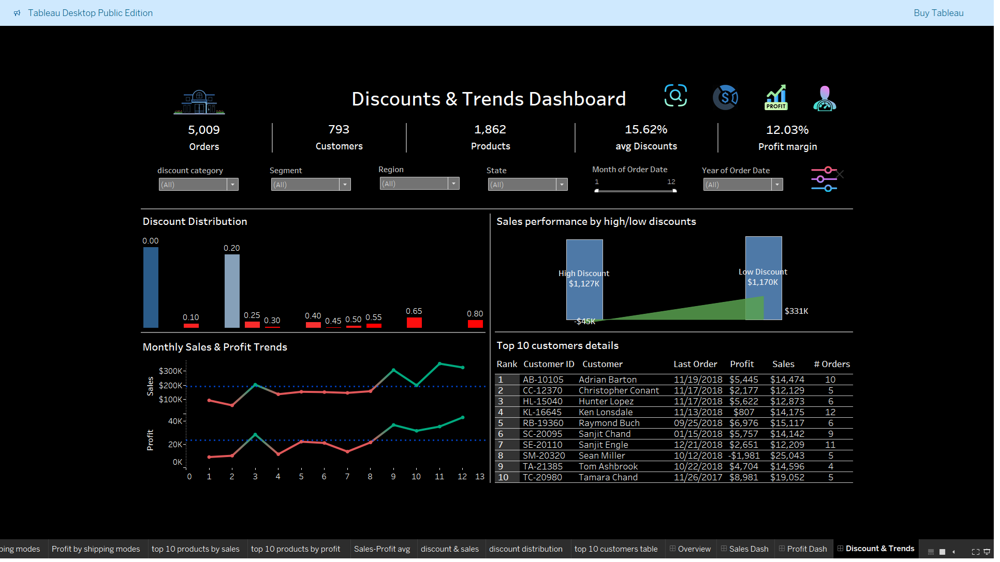 Tableau Desktop Public Edition
Buy Tableau
Discounts & Trends Dashboard
PROFIT
5,009
Orders
793
Customers
1,862
Products
15.62%
avg Discounts
12.03%
Profit margin
discount category
(All)
Segment
(All)
Region
(All)
State
(All)
Month of Order Date
1 12
Year of Order Date
(All)
Discount Distribution
0.00
0.10
0.20
0.25
0.30
0.40
0.45
0.50
0.55
0.65
0.80
Sales performance by high/low discounts
High Discount
$1,127K
-$45K
Low Discount
$1,170K
$331K
Monthly Sales & Profit Trends
Sales
$300K
$200K
$100K
Profit
40K
20K
0K
0 1 2 3 4 5 6 7 8 9 10 11 12 13
Top 10 customers details
Rank Customer ID Customer Last Order Profit Sales # Orders
1 AB-10105 Adrian Barton 11/19/2018 $5,445 $14,474 10
2 CC-12370 Christopher Conant 11/17/2018 $2,177 $12,129 5
3 HL-15040 Hunter Lopez 11/17/2018 $5,622 $12,873 6
4 KL-16645 Ken Lonsdale 11/13/2018 $807 $14,175 12
5 RB-19360 Raymond Buch 09/25/2018 $6,976 $15,117 6
6 SC-20095 Sanjit Chand 01/15/2018 $5,757 $14,142 9
7 SE-20110 Sanjit Engle 12/21/2018 $2,651 $12,209 11
8 SM-20320 Sean Miller 10/12/2018 -$1,981 $25,043 5
9 TA-21385 Tom Ashbrook 10/22/2018 $4,704 $14,596 4
10 TC-20980 Tamara Chand 11/26/2017 $8,981 $19,052 5
ping modes
Profit by shipping modes
top 10 products by sales
top 10 products by profit
Sales-Profit avg
discount & sales
discount distribution
top 10 customers table
Overview
Sales Dash
Profit Dash
Discount & Trends